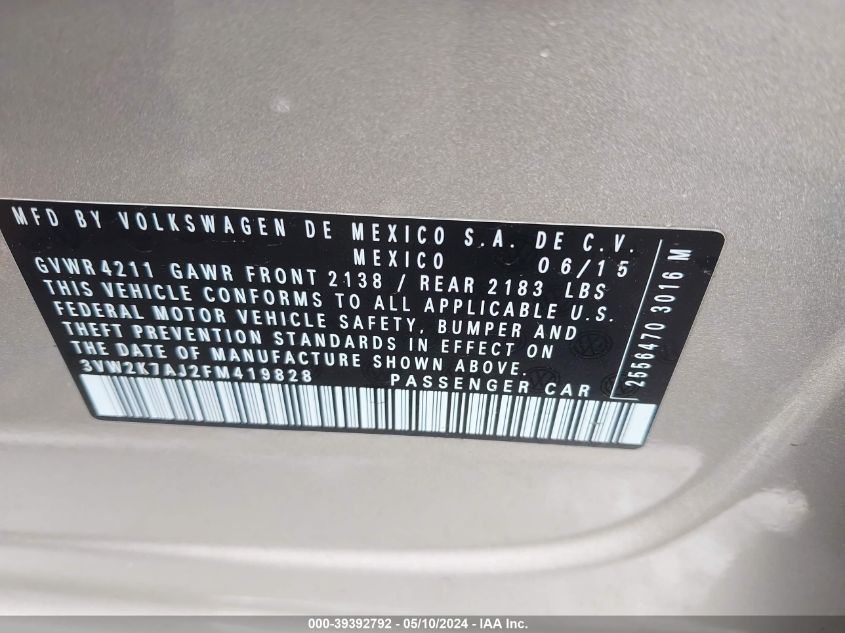 MFD BY VOLKSWAGEN DE MEXICO S.A. DE C.V.
MEXICO 06/15
GVWR4211 GAWR FRONT 2138 / REAR 2183 LBS
THIS VEHICLE CONFORMS TO ALL APPLICABLE U.S.
FEDERAL MOTOR VEHICLE SAFETY, BUMPER AND
THEFT PREVENTION STANDARDS IN EFFECT ON
THE DATE OF MANUFACTURE SHOWN ABOVE.
3VW2K7AJ2FM419828 PASSENGER CAR
2556470 3016 M
000-39392792 - 05/10/2024 - IAA Inc.